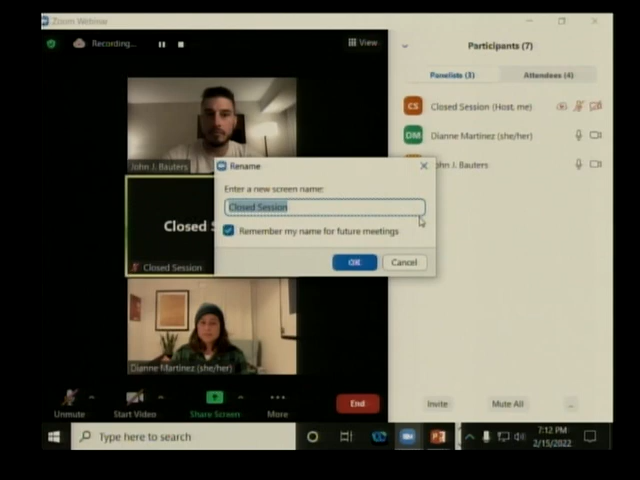 Zoom Webinar
Recording...
View
Participants (7)
Panelists (3)
Attendees (4)
CS
Closed Session (Host, me)
DM
Dianne Martinez (she/her)
John J. Bauters
ohn J. Bauters
Rename
Enter a new screen name:
Closed Session
Remember my name for future meetings
OK
Cancel
Closed S
Closed Session
Dianne Martinez (she/her)
Unmute
Start Video
Share Screen
More
End
Invite
Mute All
...
Type here to search
7:12 PM
2/15/2022